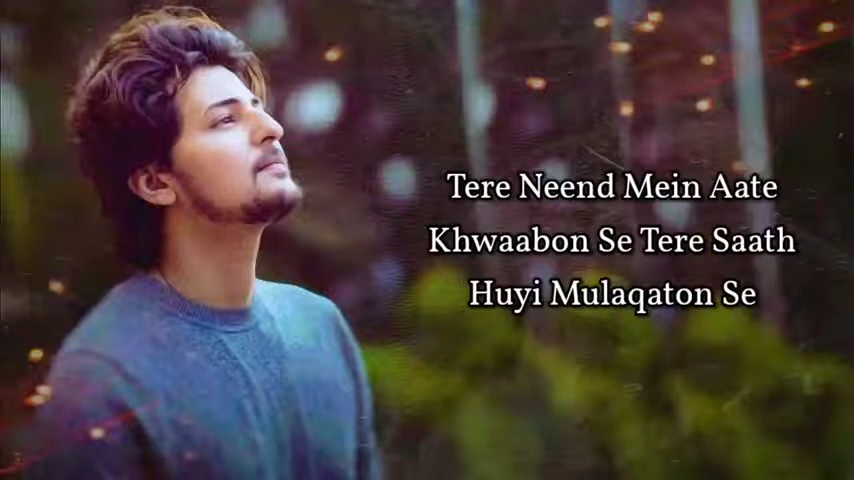 Tere Neend Mein Aate
Khwaabon Se Tere Saath
Huyi Mulaqaton Se